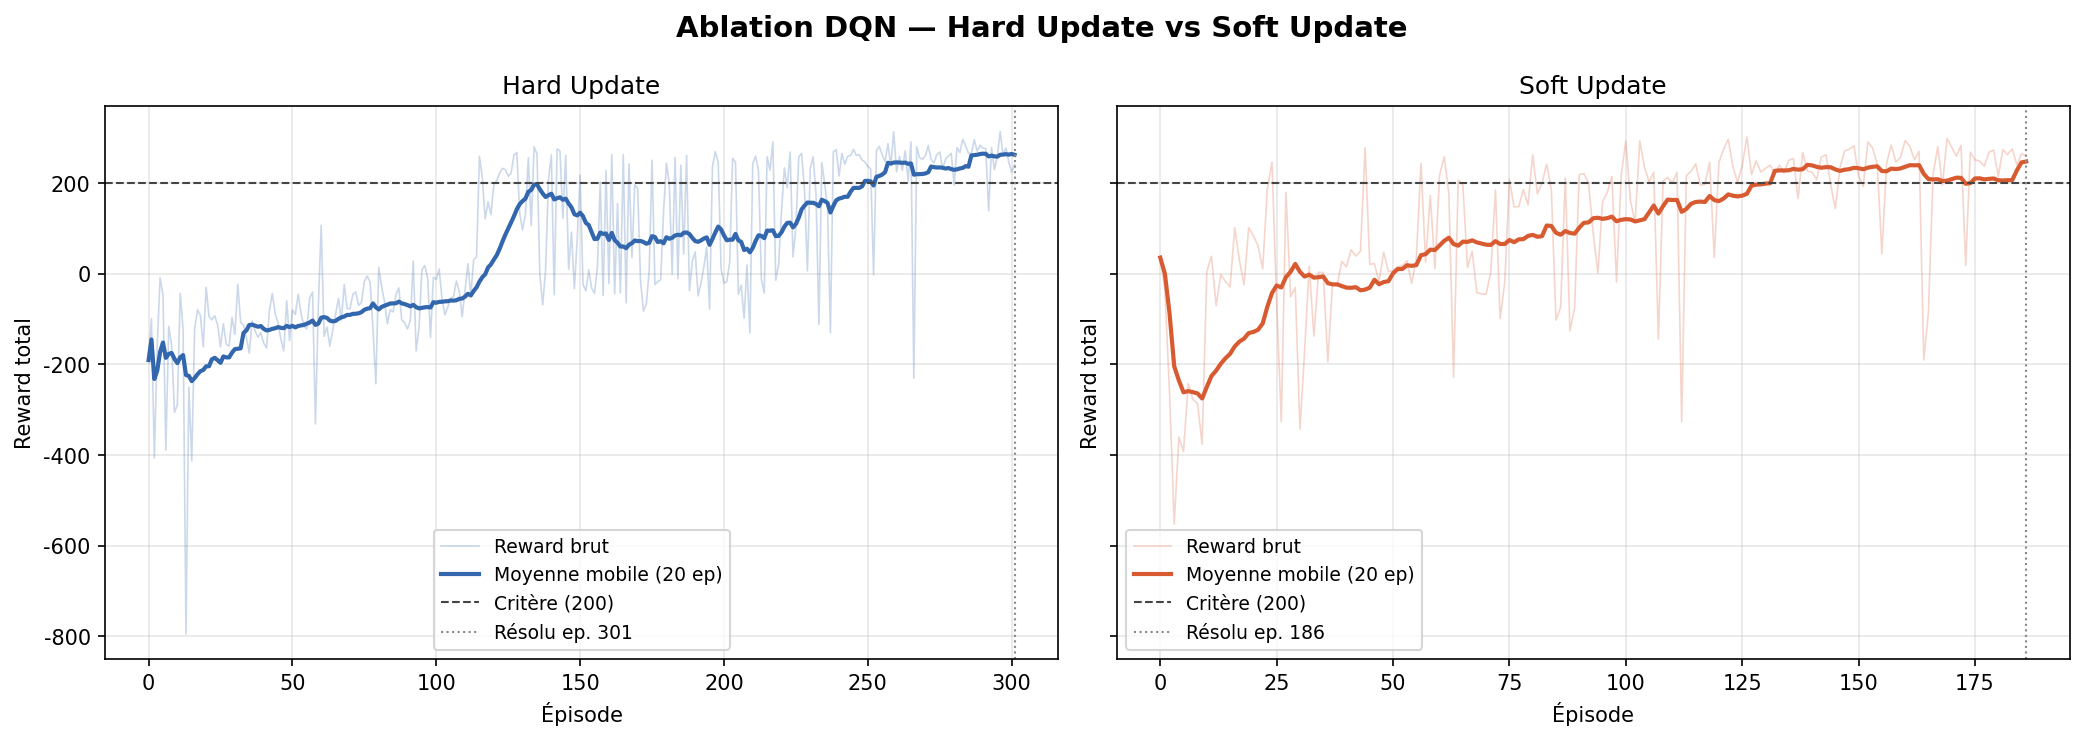 Ablation DQN — Hard Update vs Soft Update
Hard Update
Reward total
200
0
-200
-400
-600
-800
0 50 100 150 200 250 300
Épisode
Reward brut
Moyenne mobile (20 ep)
Critère (200)
Résolu ep. 301
Soft Update
Reward total
0 25 50 75 100 125 150 175
Épisode
Reward brut
Moyenne mobile (20 ep)
Critère (200)
Résolu ep. 186